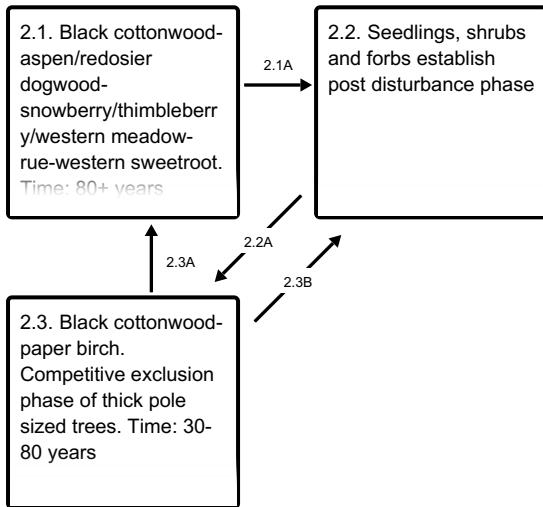 2.1. Black cottonwood-
aspen/redosier
dogwood-
snowberry/thimbleberr
y/western meadow-
rue-western sweetroot.
Time: 80+ years
2.1A
2.2. Seedlings, shrubs
and forbs establish
post disturbance phase
2.2A
2.3A
2.3B
2.3. Black cottonwood-
paper birch.
Competitive exclusion
phase of thick pole
sized trees. Time: 30-
80 years